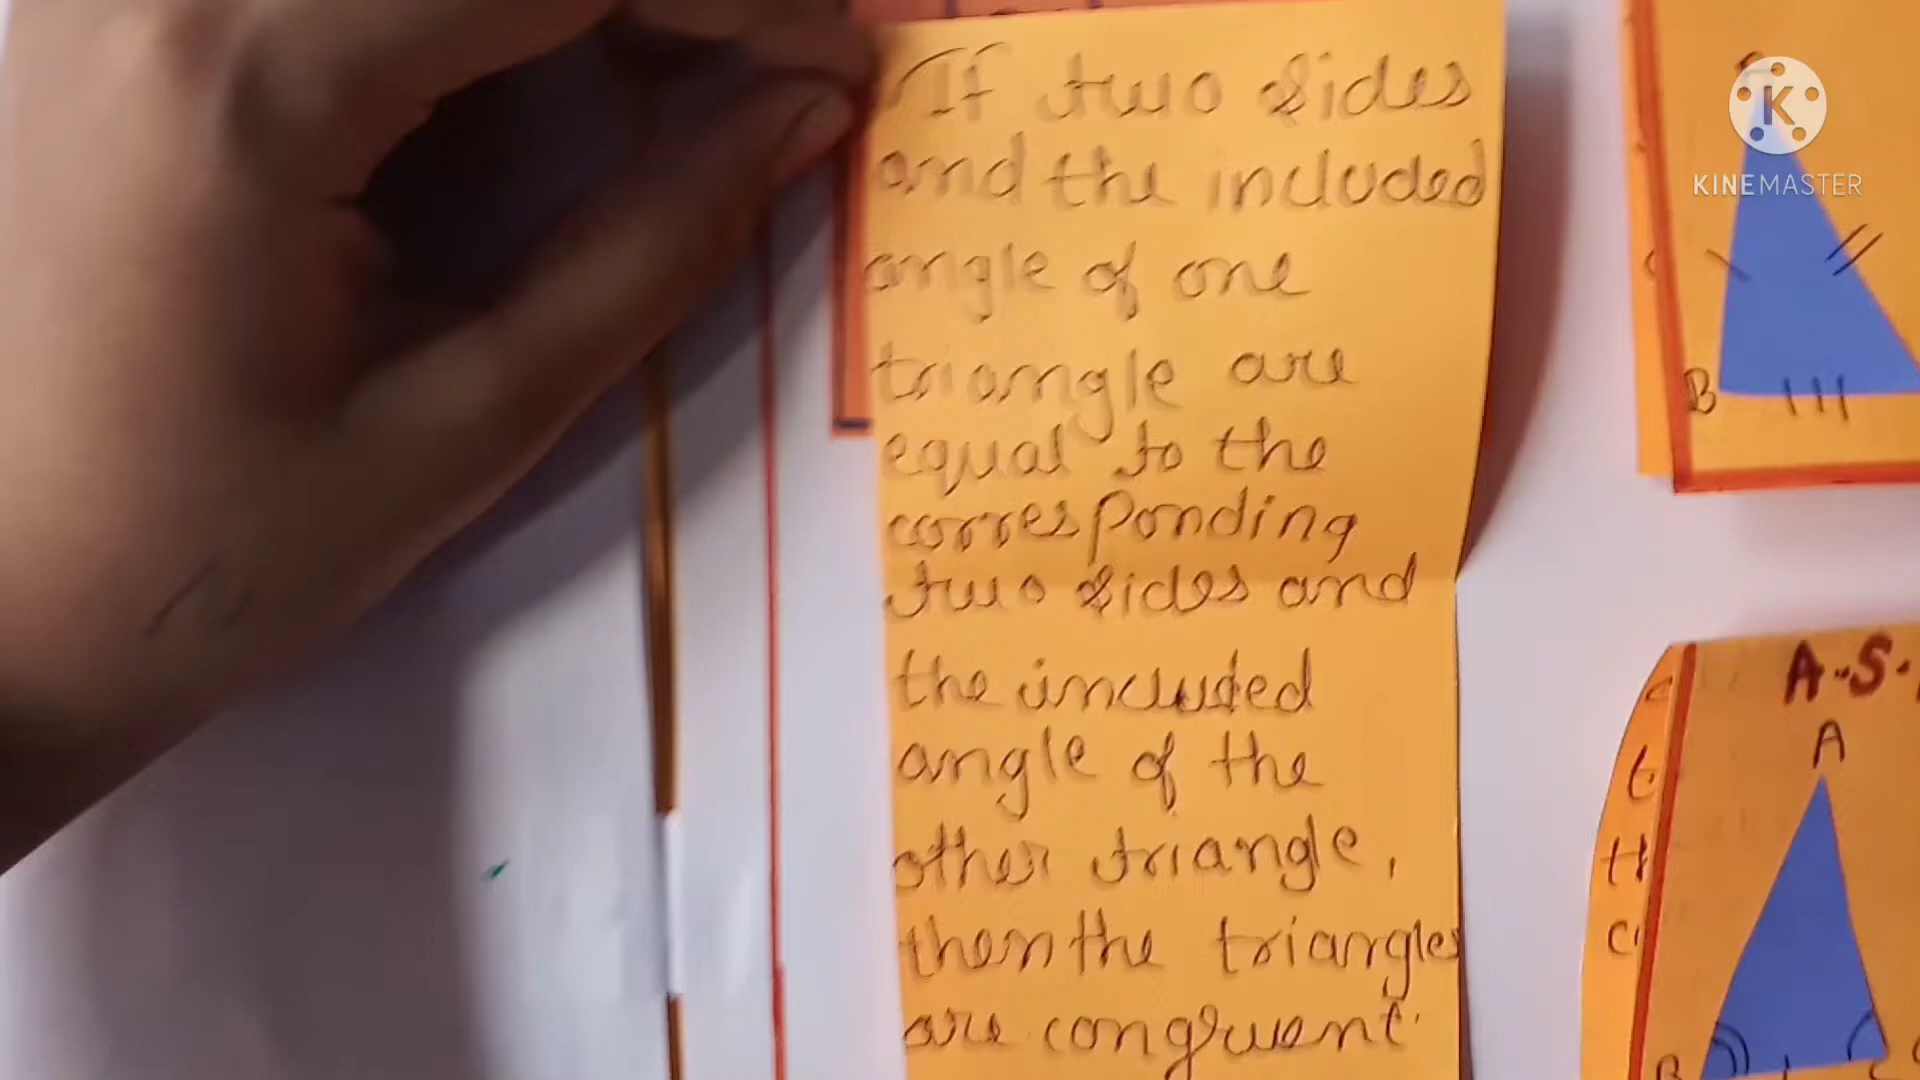 If two sides
and the included
angle of one
triangle are
equal to the
corresponding
two sides and
the included
angle of the
other triangle,
then the triangles
are congruent.
K
KINEMASTER
B
A.S.
A
t
th
B